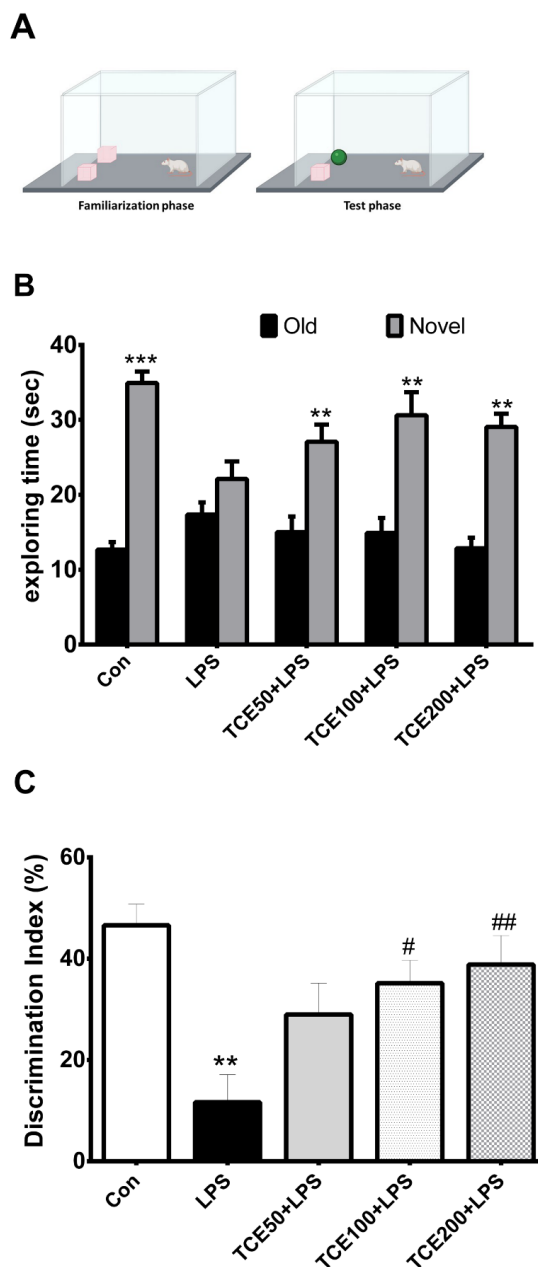 A
Familiarization phase
Test phase
B
Old
Novel
exploring time (sec)
40
30
20
10
0
***
**
**
**
Con
LPS
TCE50+LPS
TCE100+LPS
TCE200+LPS
C
Discrimination Index (%)
60
40
20
0
**
#
##
Con
LPS
TCE50+LPS
TCE100+LPS
TCE200+LPS